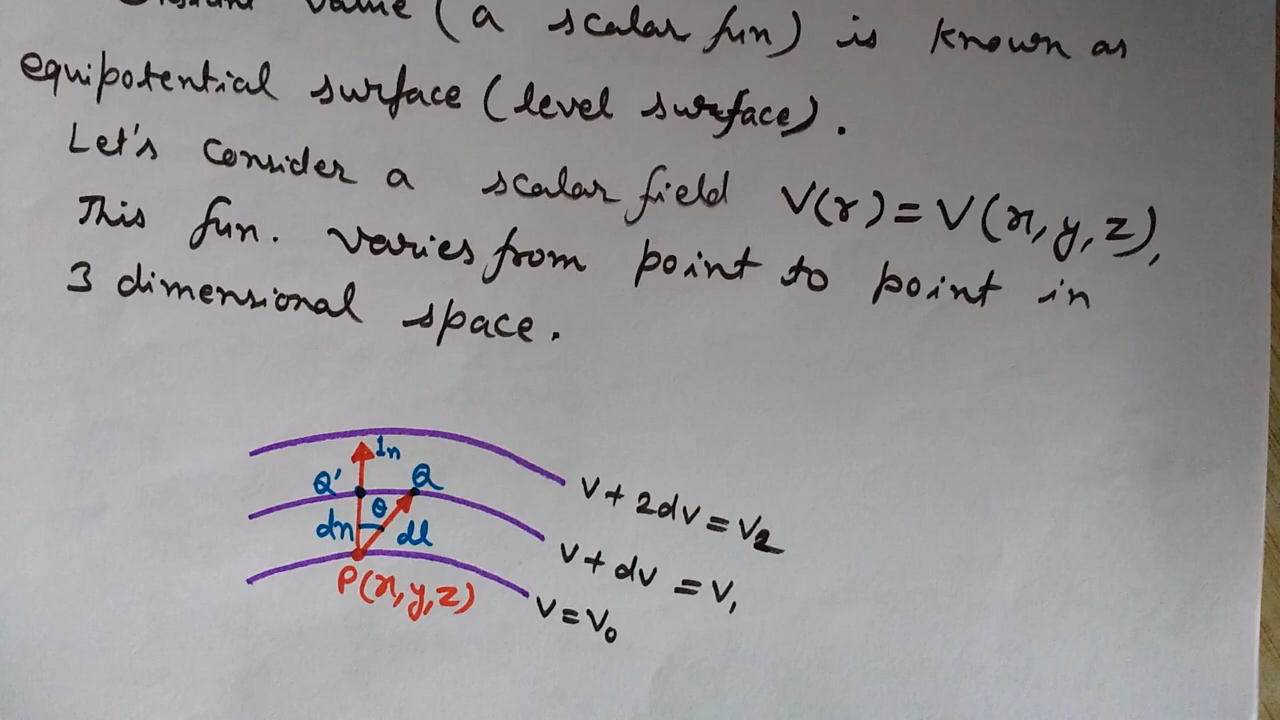 value (a scalar fun) is known as
equipotential surface (level surface).
Let's consider a scalar field V(r) = V(x, y, z),
This fun. varies from point to point in
3 dimensional space.
1n
Q' Q
θ
dn dl
P(x, y, z)
V + 2dv = V2
V + dv = V1
V = V0